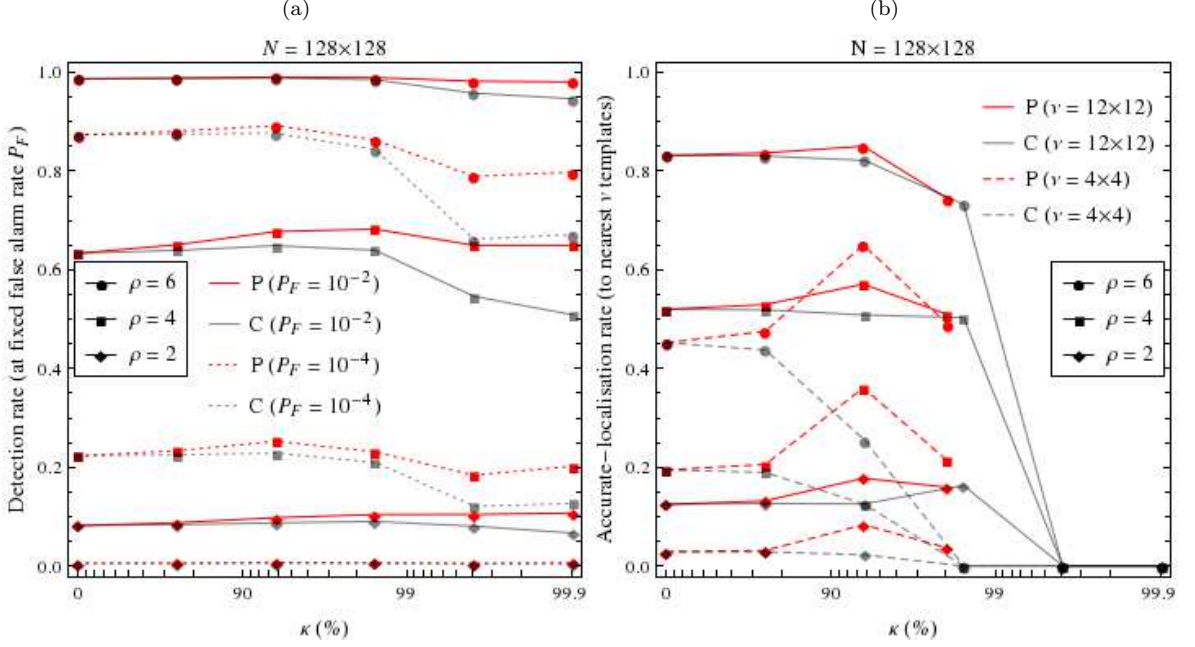 (a)
N = 128×128
Detection rate (at fixed false alarm rate P_F)
1.0
0.8
0.6
0.4
0.2
0.0
ρ = 6
ρ = 4
ρ = 2
P (P_F = 10^−2)
C (P_F = 10^−2)
P (P_F = 10^−4)
C (P_F = 10^−4)
0 90 99 99.9
κ (%)
(b)
N = 128×128
Accurate−localisation rate (to nearest ν templates)
1.0
0.8
0.6
0.4
0.2
0.0
P (ν = 12×12)
C (ν = 12×12)
P (ν = 4×4)
C (ν = 4×4)
ρ = 6
ρ = 4
ρ = 2
0 90 99 99.9
κ (%)